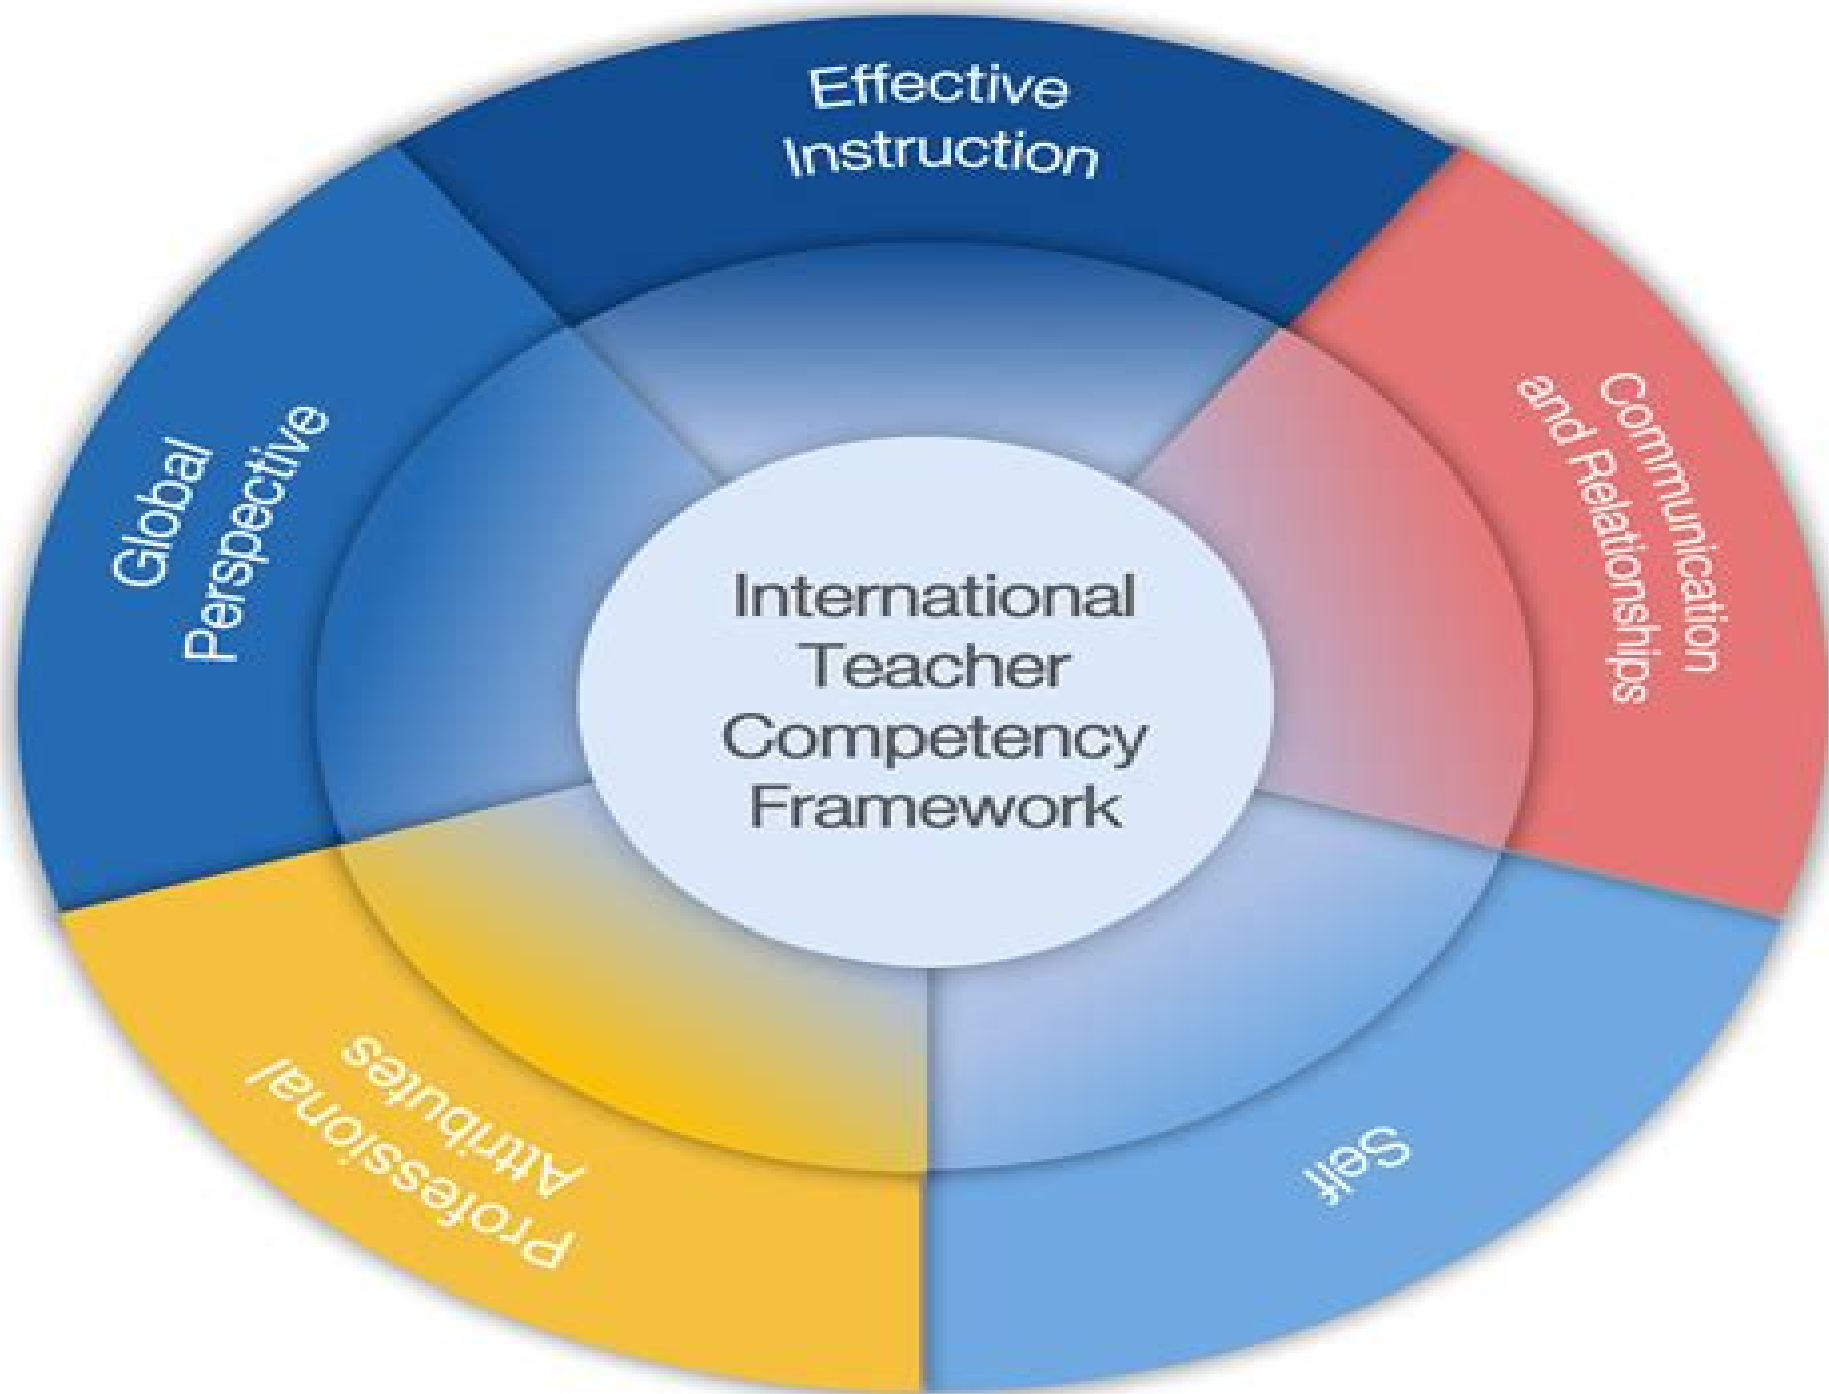 Effective
Instruction
Communication
and Relationships
Self
Professional
Attributes
Global
Perspective
International
Teacher
Competency
Framework